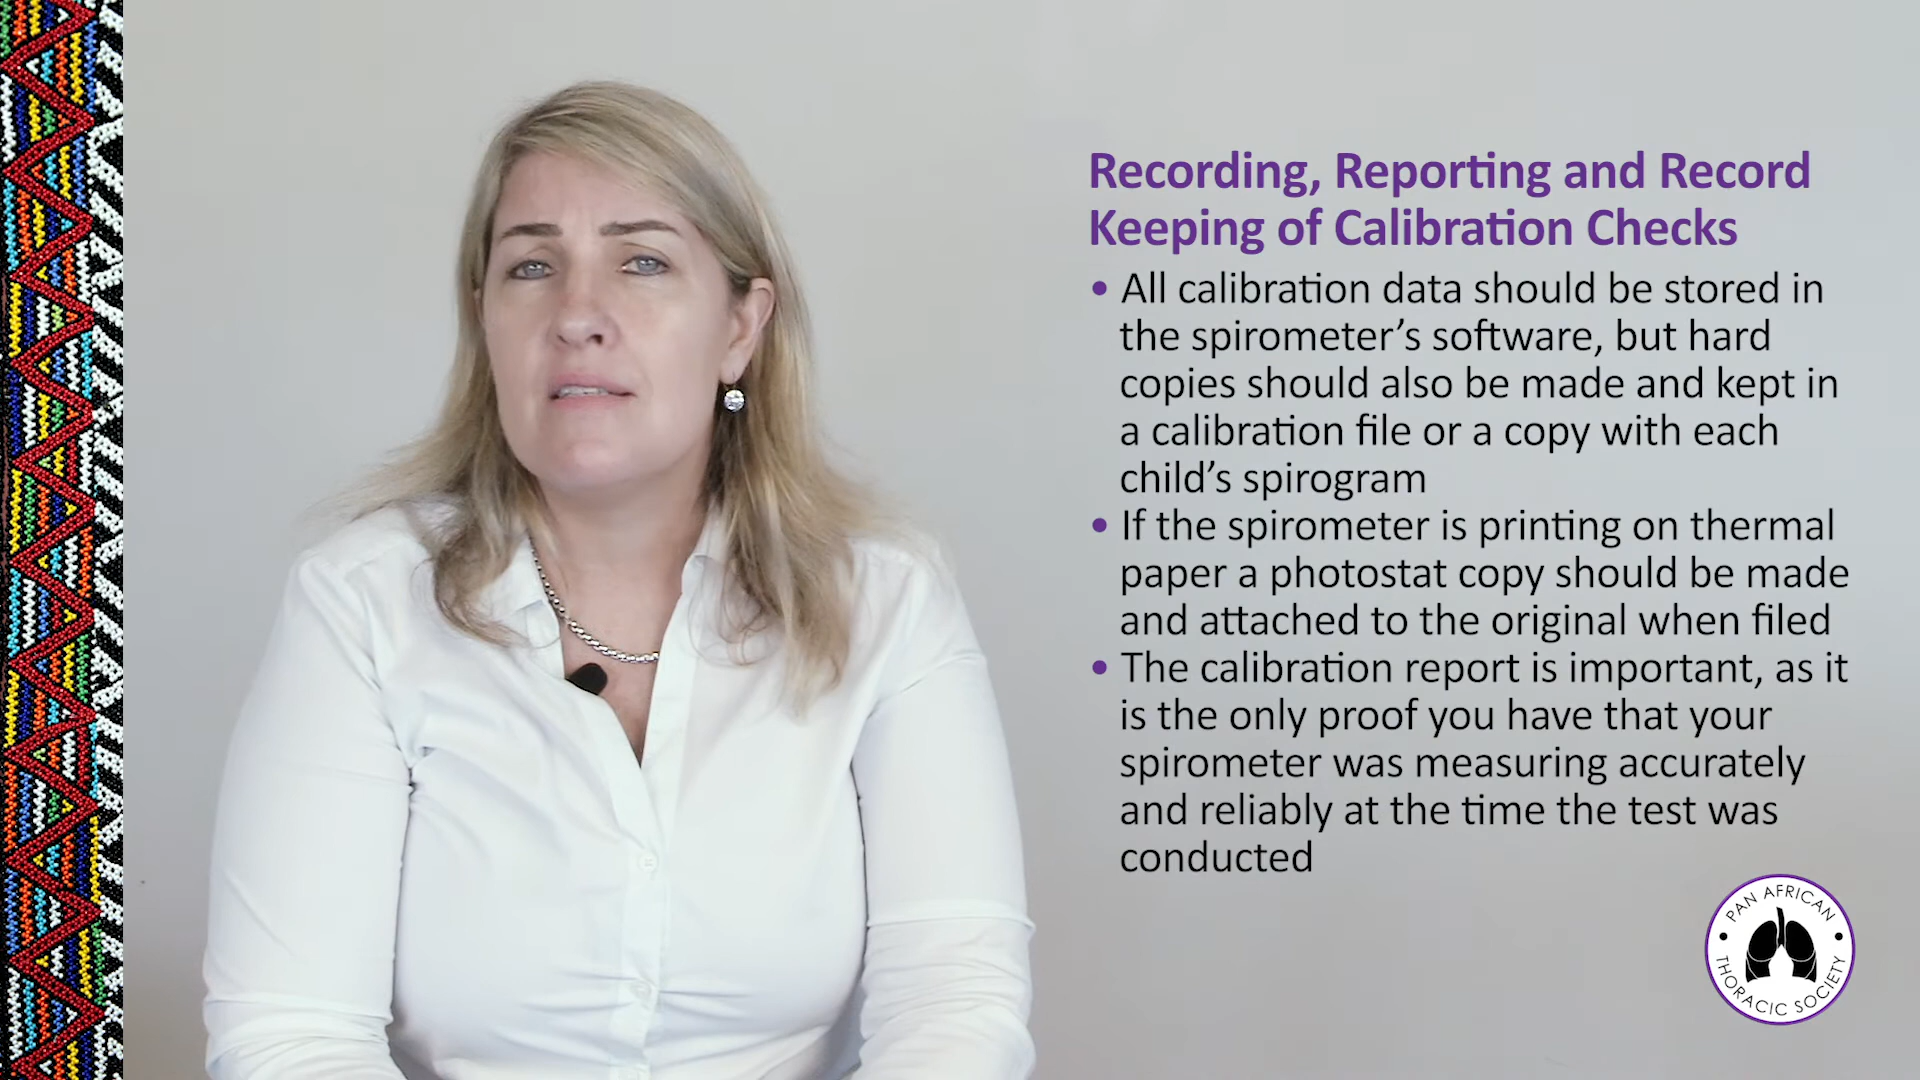 Recording, Reporting and Record
Keeping of Calibration Checks
• All calibration data should be stored in
the spirometer’s software, but hard
copies should also be made and kept in
a calibration file or a copy with each
child’s spirogram
• If the spirometer is printing on thermal
paper a photostat copy should be made
and attached to the original when filed
• The calibration report is important, as it
is the only proof you have that your
spirometer was measuring accurately
and reliably at the time the test was
conducted
PAN AFRICAN
THORACIC SOCIETY